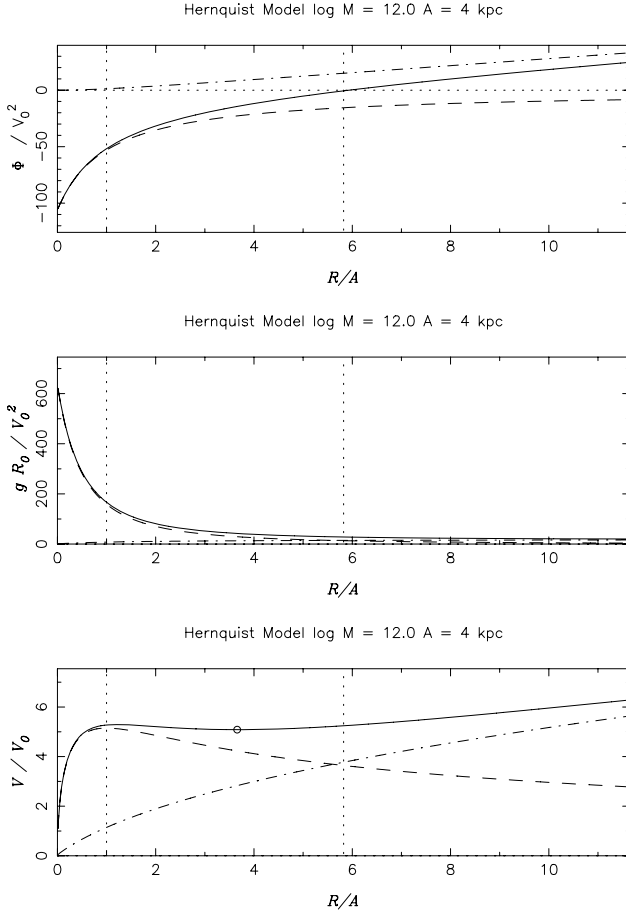 Hernquist Model log M = 12.0 A = 4 kpc
Φ / V₀²
0
−50
−100
0 2 4 6 8 10
R/A
Hernquist Model log M = 12.0 A = 4 kpc
g R₀ / V₀²
600
400
200
0
0 2 4 6 8 10
R/A
Hernquist Model log M = 12.0 A = 4 kpc
V / V₀
6
4
2
0
0 2 4 6 8 10
R/A